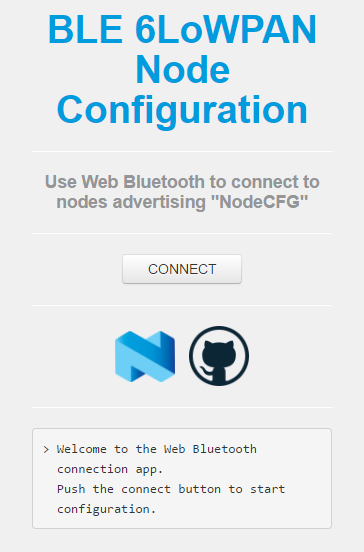 BLE 6LoWPAN
Node
Configuration
Use Web Bluetooth to connect to
nodes advertising "NodeCFG"
CONNECT
> Welcome to the Web Bluetooth
connection app.
Push the connect button to start
configuration.